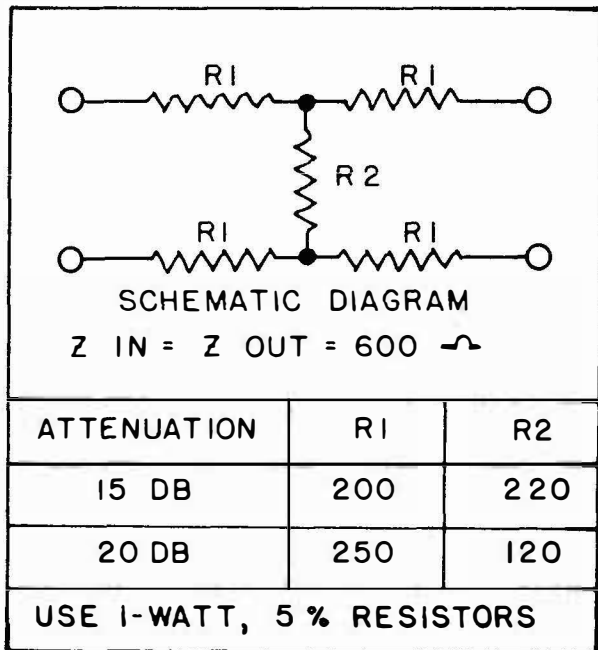 R1 R1
R2
R1 R1
SCHEMATIC DIAGRAM
Z IN = Z OUT = 600 Ω
ATTENUATION R1 R2
15 DB 200 220
20 DB 250 120
USE 1-WATT, 5% RESISTORS